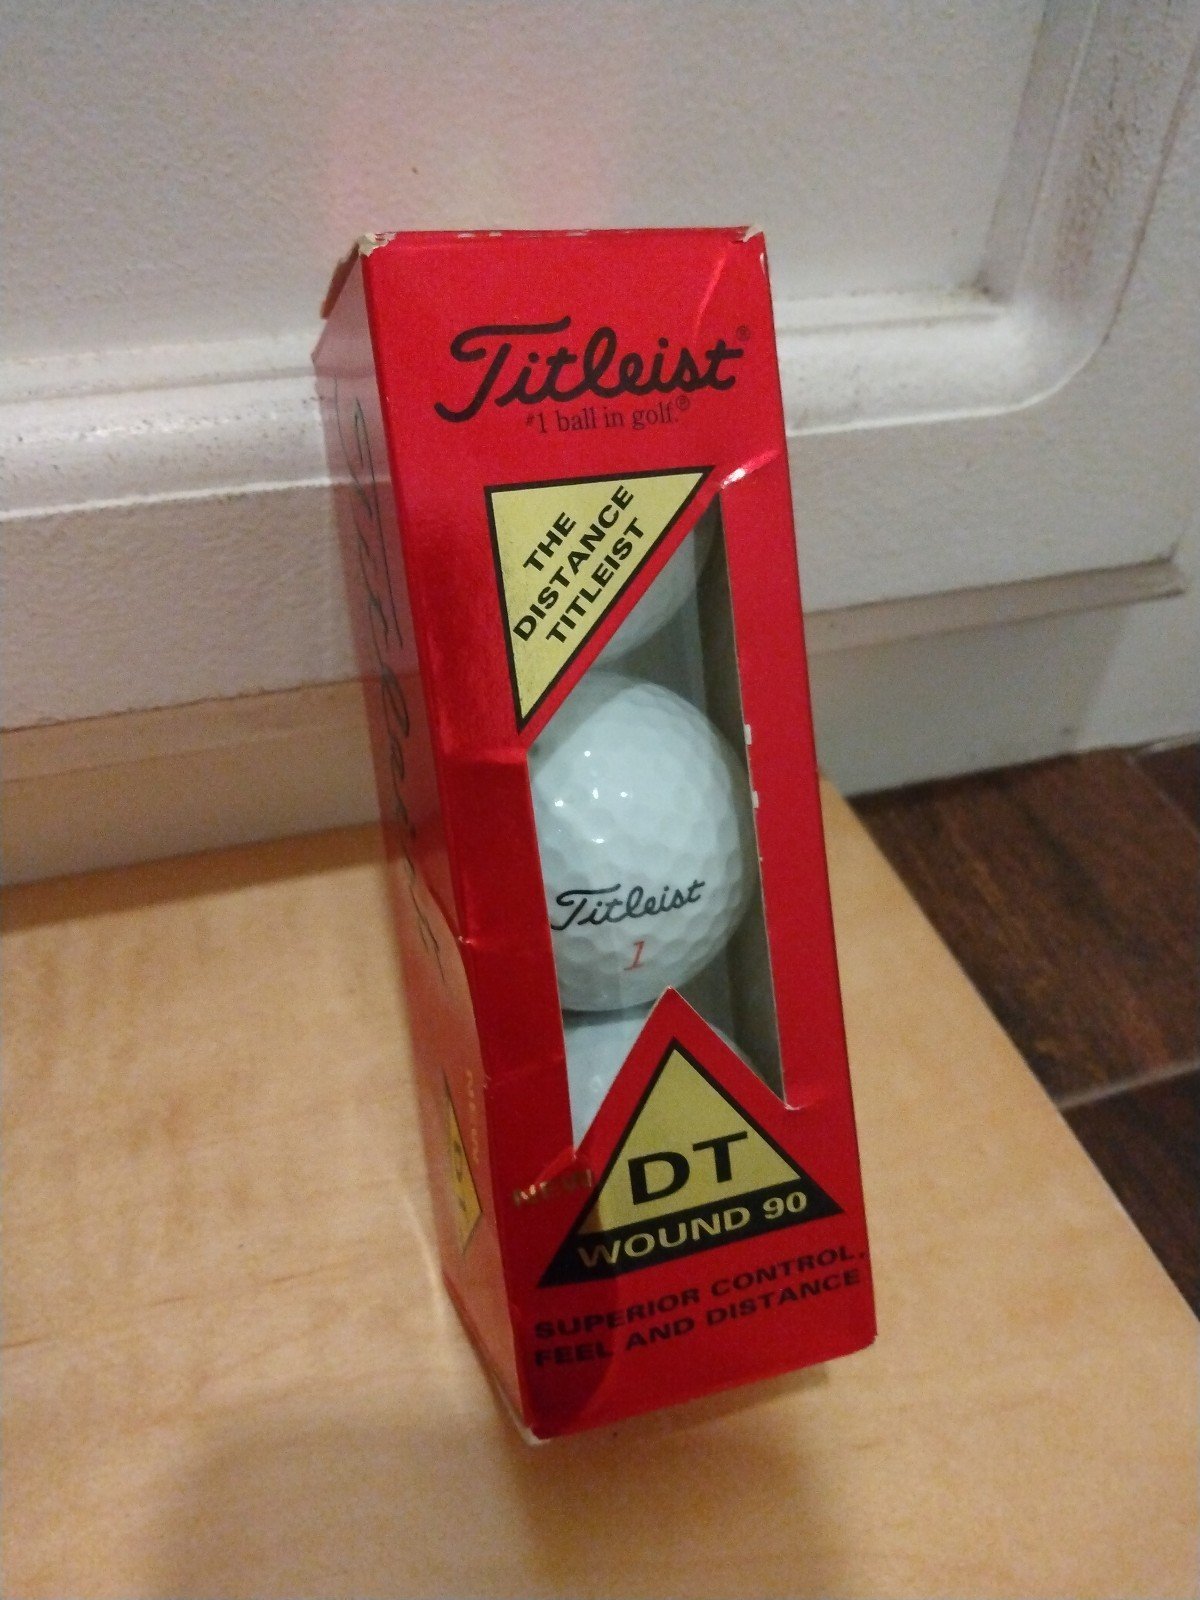 Titleist®
#1 ball in golf.®
THE
DISTANCE
TITLEIST
Titleist
1
NEW
DT
WOUND 90
SUPERIOR CONTROL,
FEEL AND DISTANCE
Titleist